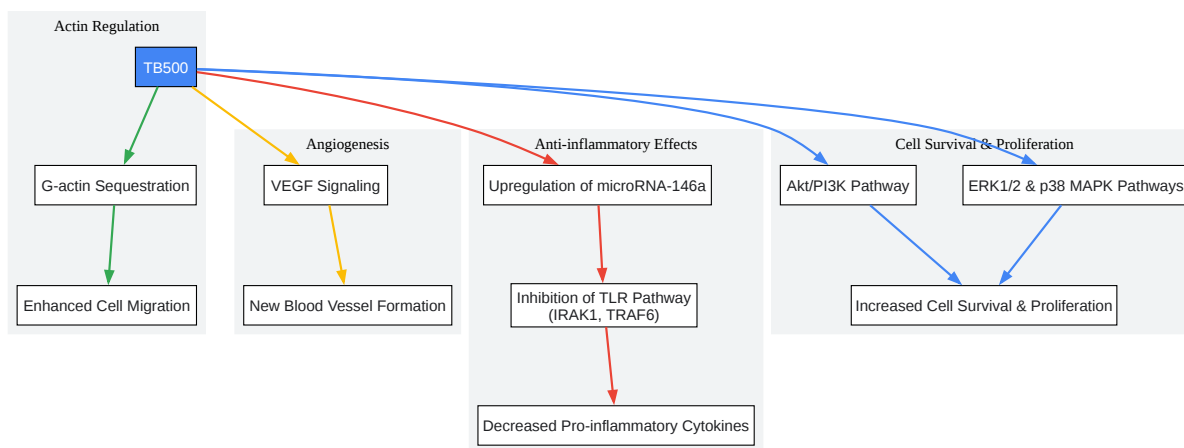 Actin Regulation
TB500
Angiogenesis
Anti-inflammatory Effects
Cell Survival & Proliferation
G-actin Sequestration
VEGF Signaling
Upregulation of microRNA-146a
Akt/PI3K Pathway
ERK1/2 & p38 MAPK Pathways
Enhanced Cell Migration
New Blood Vessel Formation
Inhibition of TLR Pathway
(IRAK1, TRAF6)
Increased Cell Survival & Proliferation
Decreased Pro-inflammatory Cytokines